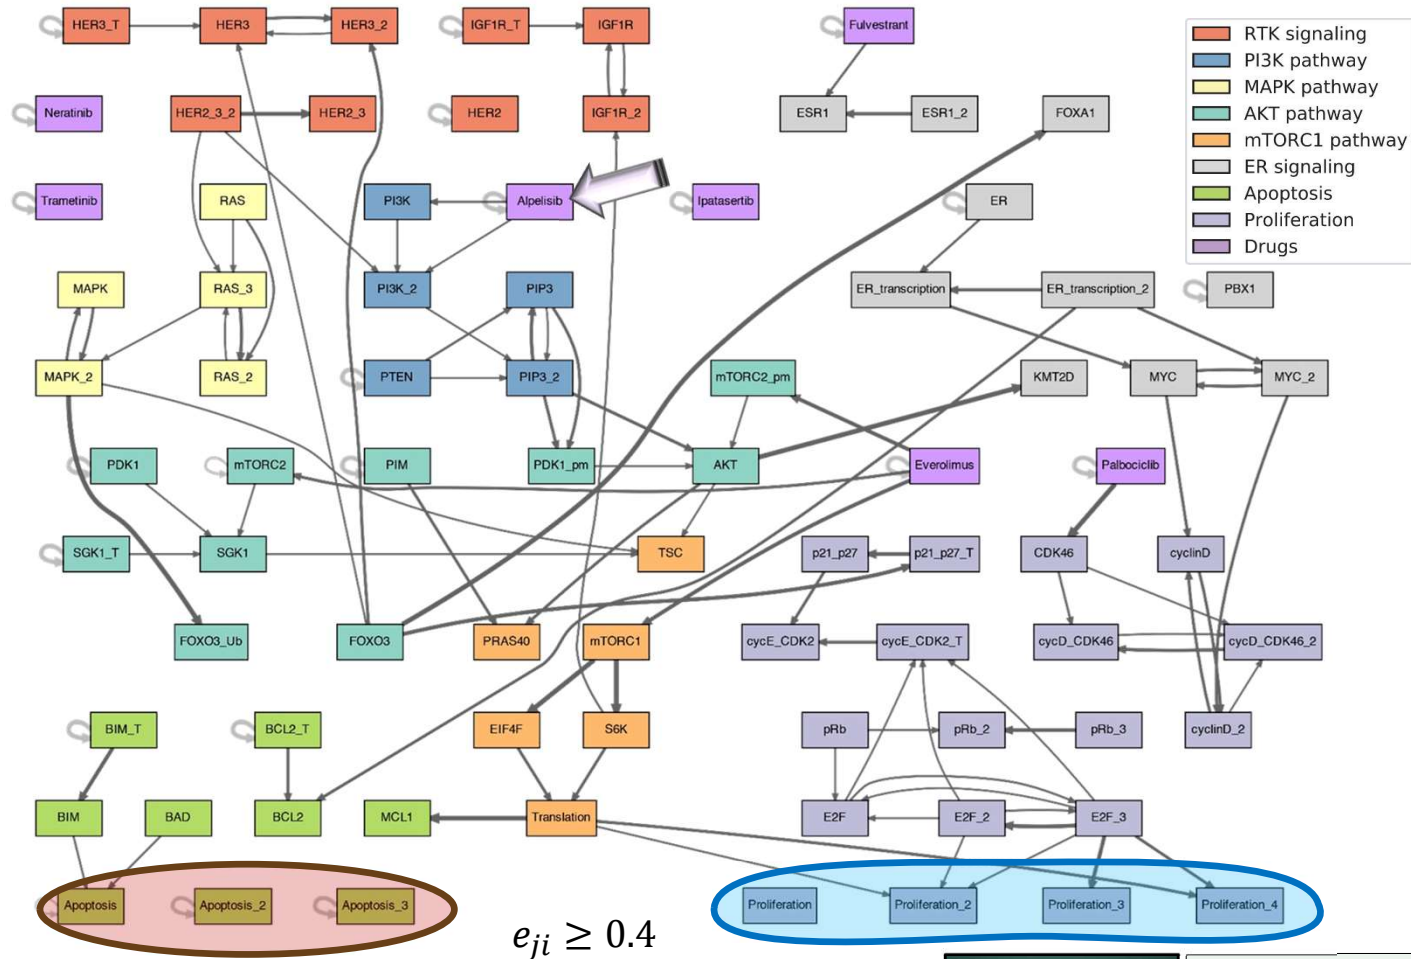 HER3_T HER3 HER3_2 IGF1R_T IGF1R Fulvestrant
RTK signaling
PI3K pathway
MAPK pathway
AKT pathway
mTORC1 pathway
ER signaling
Apoptosis
Proliferation
Drugs
Neratinib HER2_3_2 HER2_3 HER2 IGF1R_2 ESR1 ESR1_2 FOXA1
Trametinib RAS PI3K Alpelisib Ipatasertib ER
MAPK RAS_3 PI3K_2 PIP3 ER_transcription ER_transcription_2 PBX1
MAPK_2 RAS_2 PTEN PIP3_2 mTORC2_pm KMT2D MYC MYC_2
PDK1 mTORC2 PIM PDK1_pm AKT Everolimus Palbociclib
SGK1_T SGK1 TSC p21_p27 p21_p27_T CDK46 cyclinD
FOXO3_Ub FOXO3 PRAS40 mTORC1 cycE_CDK2 cycE_CDK2_T cycD_CDK46 cycD_CDK46_2
BIM_T BCL2_T EIF4F S6K pRb pRb_2 pRb_3 cyclinD_2
BIM BAD BCL2 MCL1 Translation E2F E2F_2 E2F_3
Apoptosis Apoptosis_2 Apoptosis_3 Proliferation Proliferation_2 Proliferation_3 Proliferation_4
e_{ji} ≥ 0.4